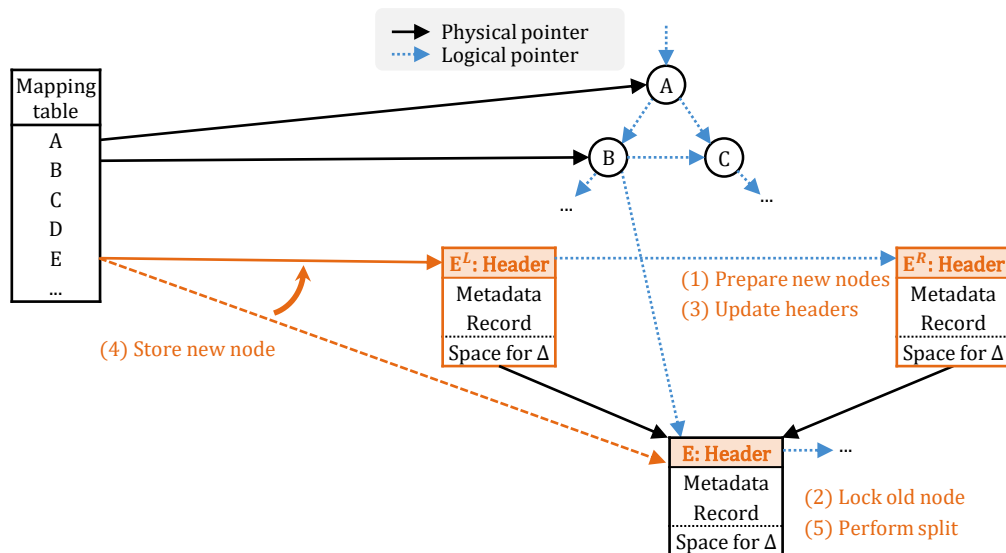 Physical pointer
Logical pointer
Mapping
table
A
B
C
D
E
...
A
B
C
...
...
E^L: Header
Metadata
Record
Space for Δ
(1) Prepare new nodes
(3) Update headers
E^R: Header
Metadata
Record
Space for Δ
(4) Store new node
E: Header
Metadata
Record
Space for Δ
...
(2) Lock old node
(5) Perform split